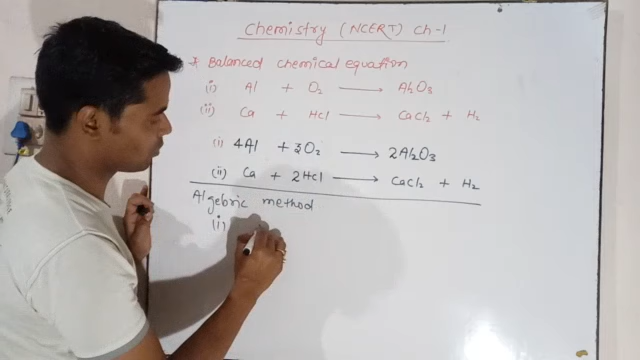 Chemistry (NCERT) Ch-1
* Balanced chemical equation
(i) Al + O₂ ⟶ Al₂O₃
(ii) Ca + HCl ⟶ CaCl₂ + H₂
(i) 4Al + 3O₂ ⟶ 2Al₂O₃
(ii) Ca + 2HCl ⟶ CaCl₂ + H₂
Algebric method
(i)